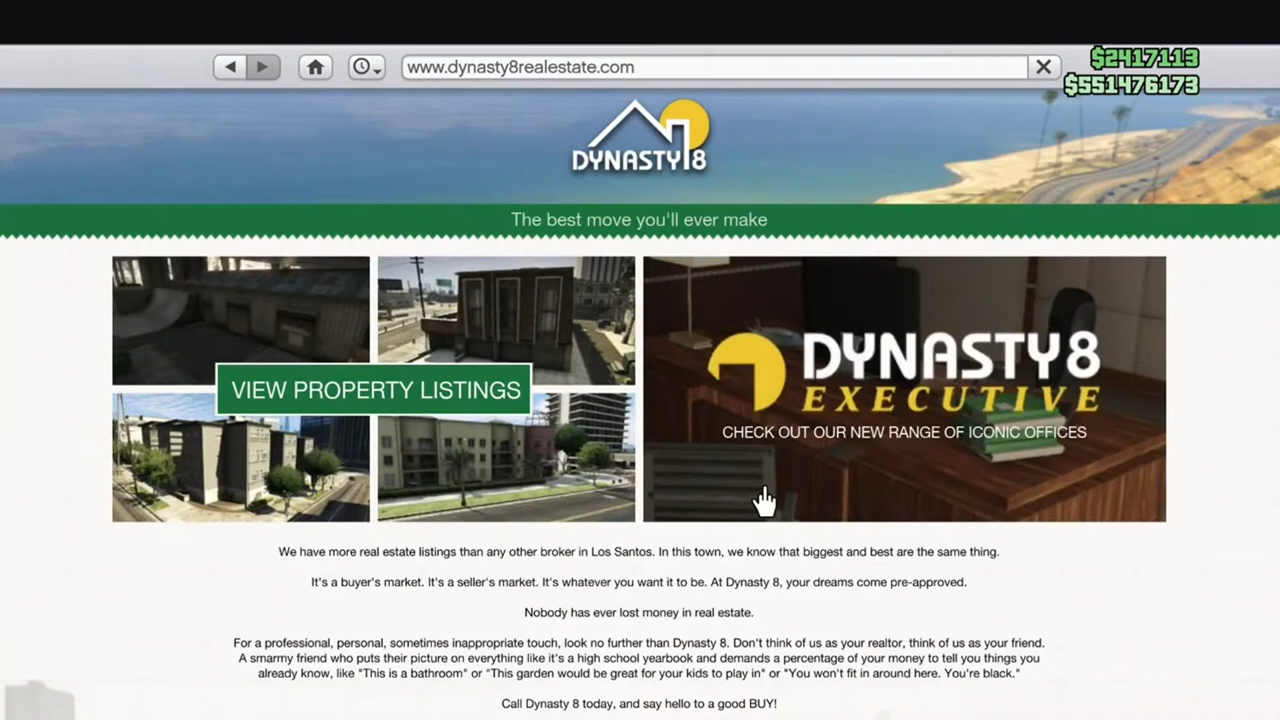 www.dynasty8realestate.com
$2417113
$551476173
DYNASTY8
The best move you'll ever make
VIEW PROPERTY LISTINGS
DYNASTY8
EXECUTIVE
CHECK OUT OUR NEW RANGE OF ICONIC OFFICES
We have more real estate listings than any other broker in Los Santos. In this town, we know that biggest and best are the same thing.
It's a buyer's market. It's a seller's market. It's whatever you want it to be. At Dynasty 8, your dreams come pre-approved.
Nobody has ever lost money in real estate.
For a professional, personal, sometimes inappropriate touch, look no further than Dynasty 8. Don't think of us as your realtor, think of us as your friend.
A smarmy friend who puts their picture on everything like it's a high school yearbook and demands a percentage of your money to tell you things you
already know, like "This is a bathroom" or "This garden would be great for your kids to play in" or "You won't fit in around here. You're black."
Call Dynasty 8 today, and say hello to a good BUY!